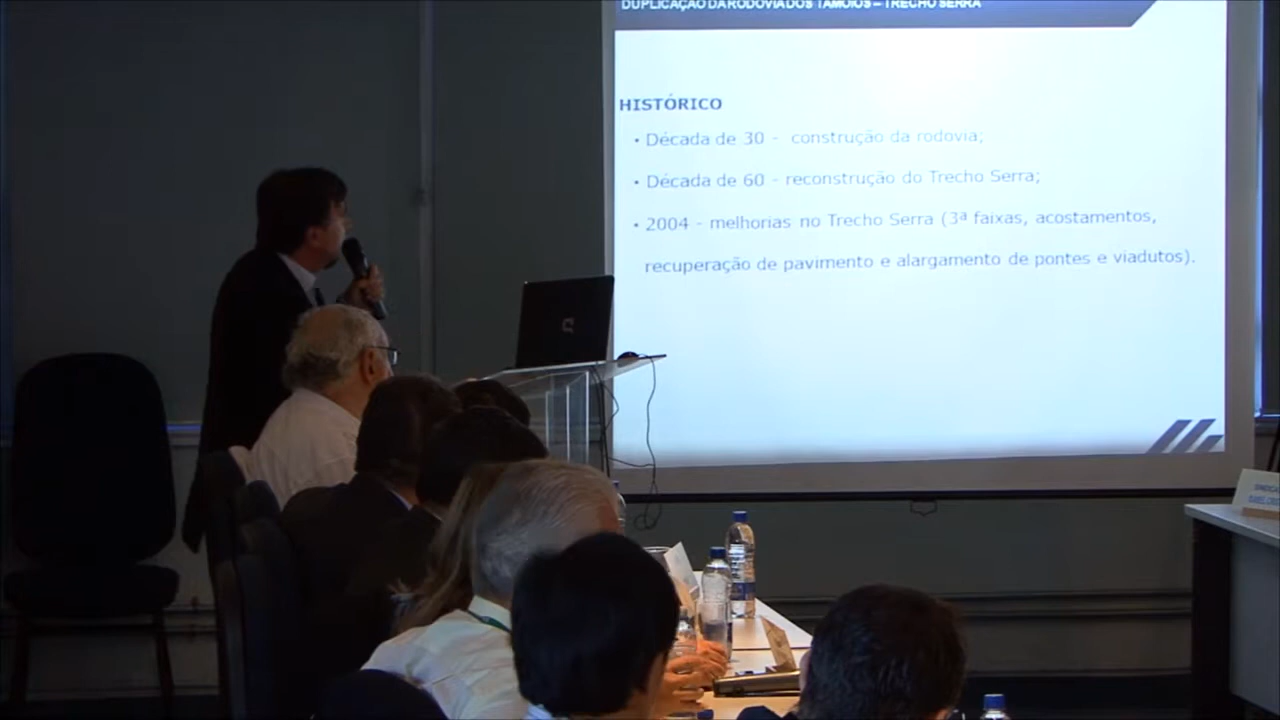 DUPLICAÇÃO DA RODOVIA DOS TAMOIOS – TRECHO SERRA
HISTÓRICO
• Década de 30 - construção da rodovia;
• Década de 60 - reconstrução do Trecho Serra;
• 2004 - melhorias no Trecho Serra (3ª faixas, acostamentos,
recuperação de pavimento e alargamento de pontes e viadutos).